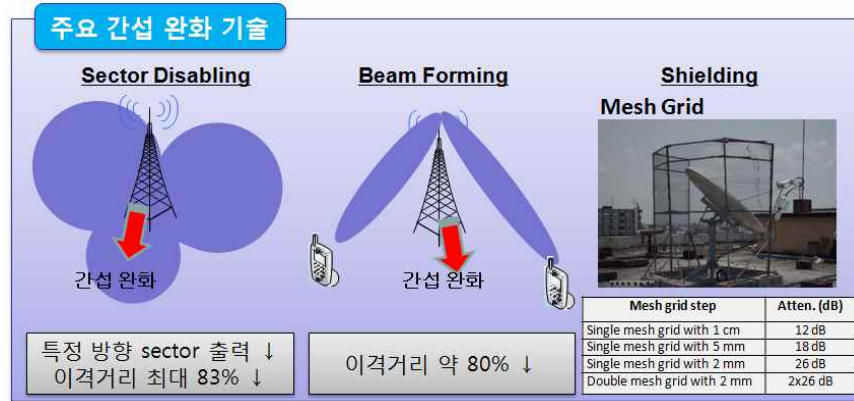 주요 간섭 완화 기술
Sector Disabling
간섭 완화
특정 방향 sector 출력 ↓
이격거리 최대 83% ↓
Beam Forming
간섭 완화
이격거리 약 80% ↓
Shielding
Mesh Grid
Mesh grid step Atten. (dB)
Single mesh grid with 1 cm 12 dB
Single mesh grid with 5 mm 18 dB
Single mesh grid with 2 mm 26 dB
Double mesh grid with 2 mm 2x26 dB